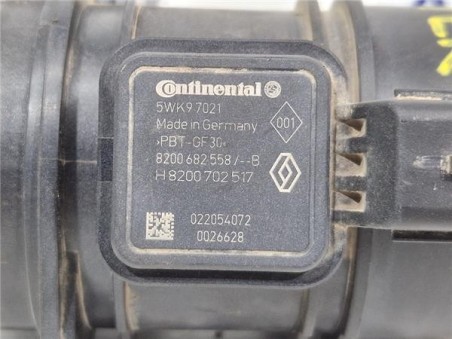 Continental
5WK9 7021
Made in Germany
001
›PBT-GF30‹
8200 682 558 /--B
H 8200 702 517
022054072
0026628